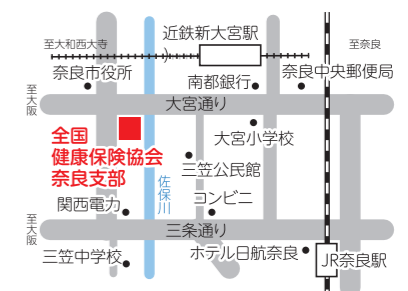 近鉄新大宮駅
至大和西大寺
至奈良
奈良市役所
南都銀行
奈良中央郵便局
至大阪
大宮通り
全国
健康保険協会
奈良支部
大宮小学校
三笠公民館
佐保川
関西電力
コンビニ
至大阪
三条通り
三笠中学校
ホテル日航奈良
JR奈良駅